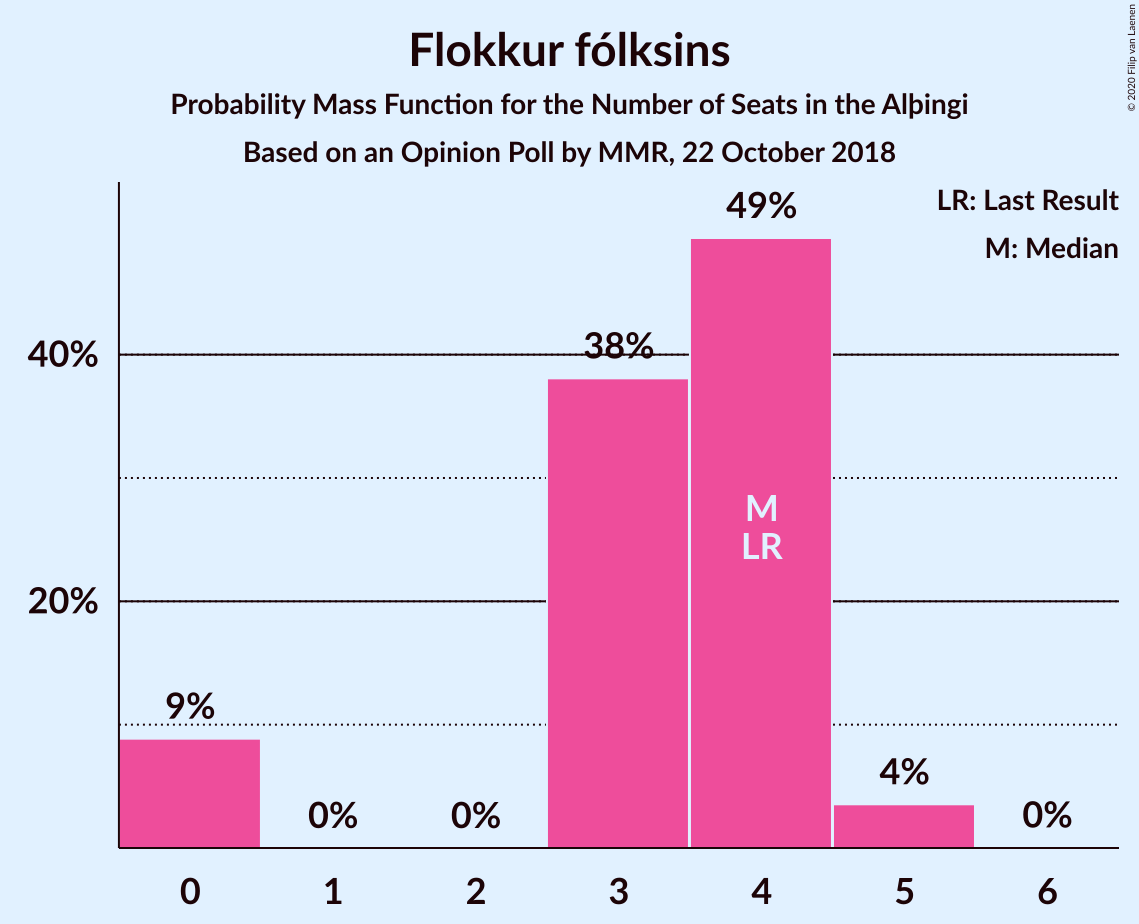 Flokkur fólksins
Probability Mass Function for the Number of Seats in the Alþingi
Based on an Opinion Poll by MMR, 22 October 2018
© 2020 Filip van Laenen
LR: Last Result
M: Median
49%
40%
38%
M
LR
20%
9%
4%
0%
0%
0%
0
1
2
3
4
5
6